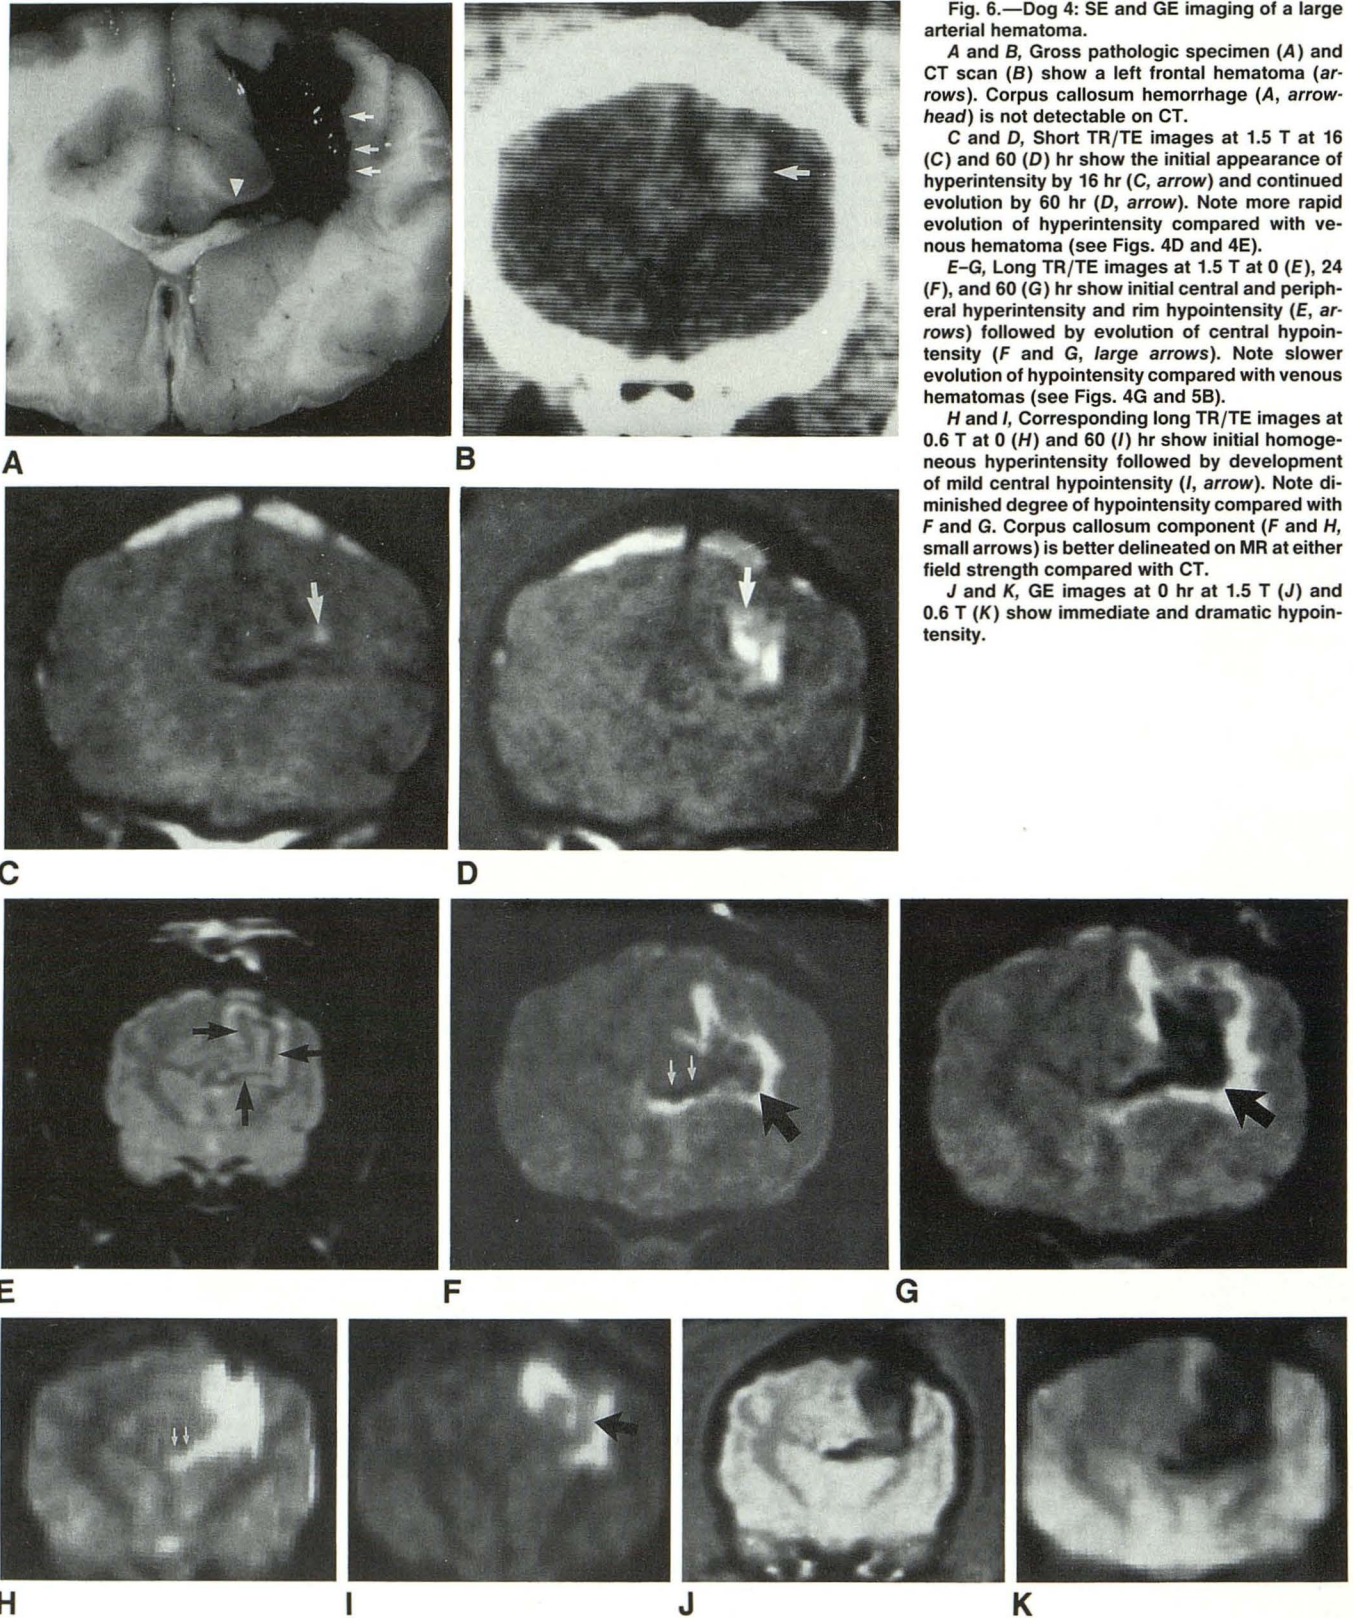 Fig. 6.—Dog 4: SE and GE imaging of a large
arterial hematoma.
A and B, Gross pathologic specimen (A) and
CT scan (B) show a left frontal hematoma (ar-
rows). Corpus callosum hemorrhage (A, arrow-
head) is not detectable on CT.
C and D, Short TR/TE images at 1.5 T at 16
(C) and 60 (D) hr show the initial appearance of
hyperintensity by 16 hr (C, arrow) and continued
evolution by 60 hr (D, arrow). Note more rapid
evolution of hyperintensity compared with ve-
nous hematoma (see Figs. 4D and 4E).
E–G, Long TR/TE images at 1.5 T at 0 (E), 24
(F), and 60 (G) hr show initial central and periph-
eral hyperintensity and rim hypointensity (E, ar-
rows) followed by evolution of central hypoin-
tensity (F and G, large arrows). Note slower
evolution of hypointensity compared with venous
hematomas (see Figs. 4G and 5B).
H and I, Corresponding long TR/TE images at
0.6 T at 0 (H) and 60 (I) hr show initial homoge-
neous hyperintensity followed by development
of mild central hypointensity (I, arrow). Note di-
minished degree of hypointensity compared with
F and G. Corpus callosum component (F and H,
small arrows) is better delineated on MR at either
field strength compared with CT.
J and K, GE images at 0 hr at 1.5 T (J) and
0.6 T (K) show immediate and dramatic hypoin-
tensity.
A
B
C
D
E
F
G
H
I
J
K